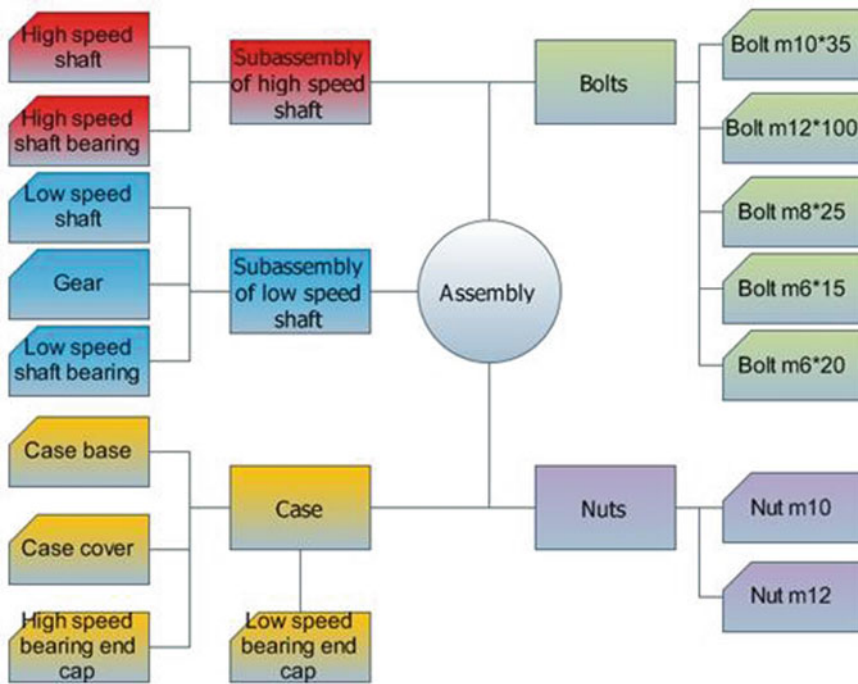 High speed
shaft
High speed
shaft bearing
Subassembly
of high speed
shaft
Low speed
shaft
Gear
Low speed
shaft bearing
Subassembly
of low speed
shaft
Assembly
Case base
Case cover
High speed
bearing end
cap
Case
Low speed
bearing end
cap
Bolts
Bolt m10*35
Bolt m12*100
Bolt m8*25
Bolt m6*15
Bolt m6*20
Nuts
Nut m10
Nut m12